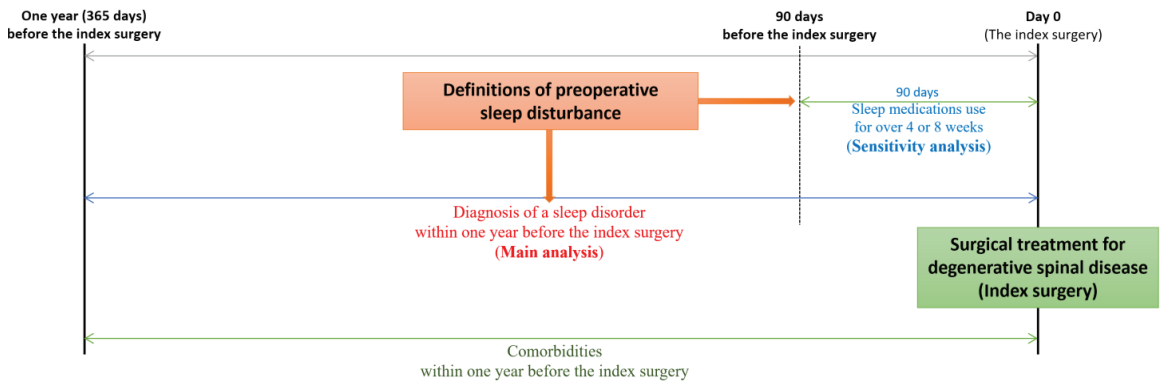 One year (365 days)
before the index surgery
90 days
before the index surgery
Day 0
(The index surgery)
Definitions of preoperative
sleep disturbance
90 days
Sleep medications use
for over 4 or 8 weeks
(Sensitivity analysis)
Diagnosis of a sleep disorder
within one year before the index surgery
(Main analysis)
Surgical treatment for
degenerative spinal disease
(Index surgery)
Comorbidities
within one year before the index surgery